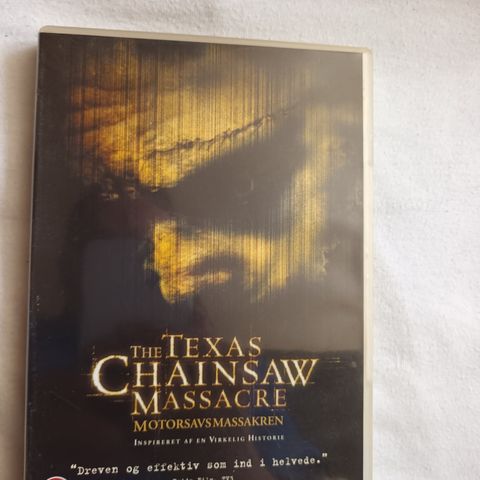 THE TEXAS
CHAINSAW
MASSACRE
MOTORSAVSMASSAKREN
INSPIRERET AF EN VIRKELIG HISTORIE
"Dreven og effektiv som ind i helvede."